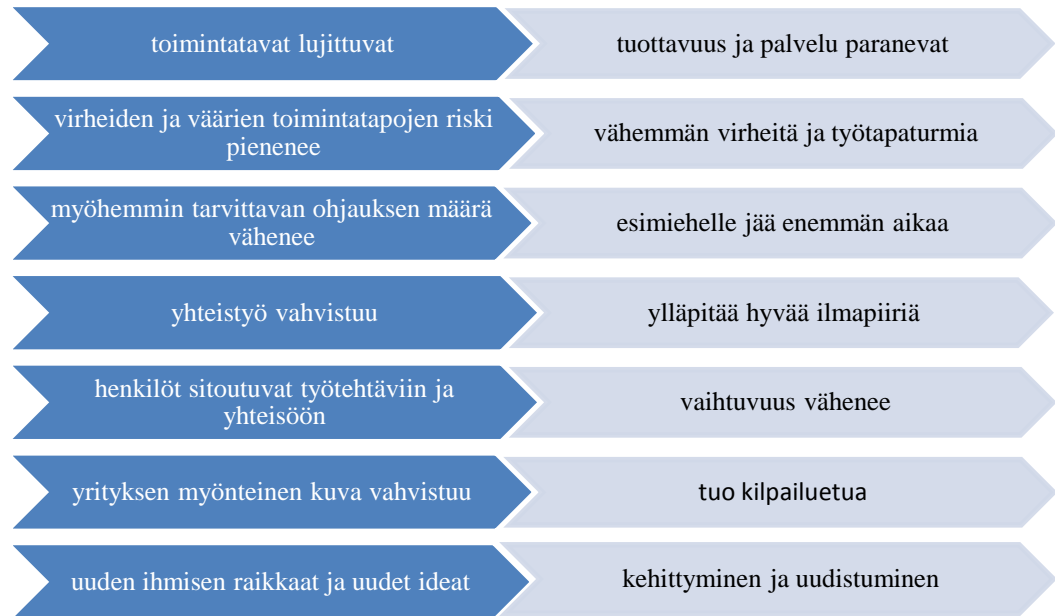 toimintatavat lujittuvat
tuottavuus ja palvelu paranevat
virheiden ja väärien toimintatapojen riski
pienenee
vähemmän virheitä ja työtapaturmia
myöhemmin tarvittavan ohjauksen määrä
vähenee
esimiehelle jää enemmän aikaa
yhteistyö vahvistuu
ylläpitää hyvää ilmapiiriä
henkilöt sitoutuvat työtehtäviin ja
yhteisöön
vaihtuvuus vähenee
yrityksen myönteinen kuva vahvistuu
tuo kilpailuetua
uuden ihmisen raikkaat ja uudet ideat
kehittyminen ja uudistuminen